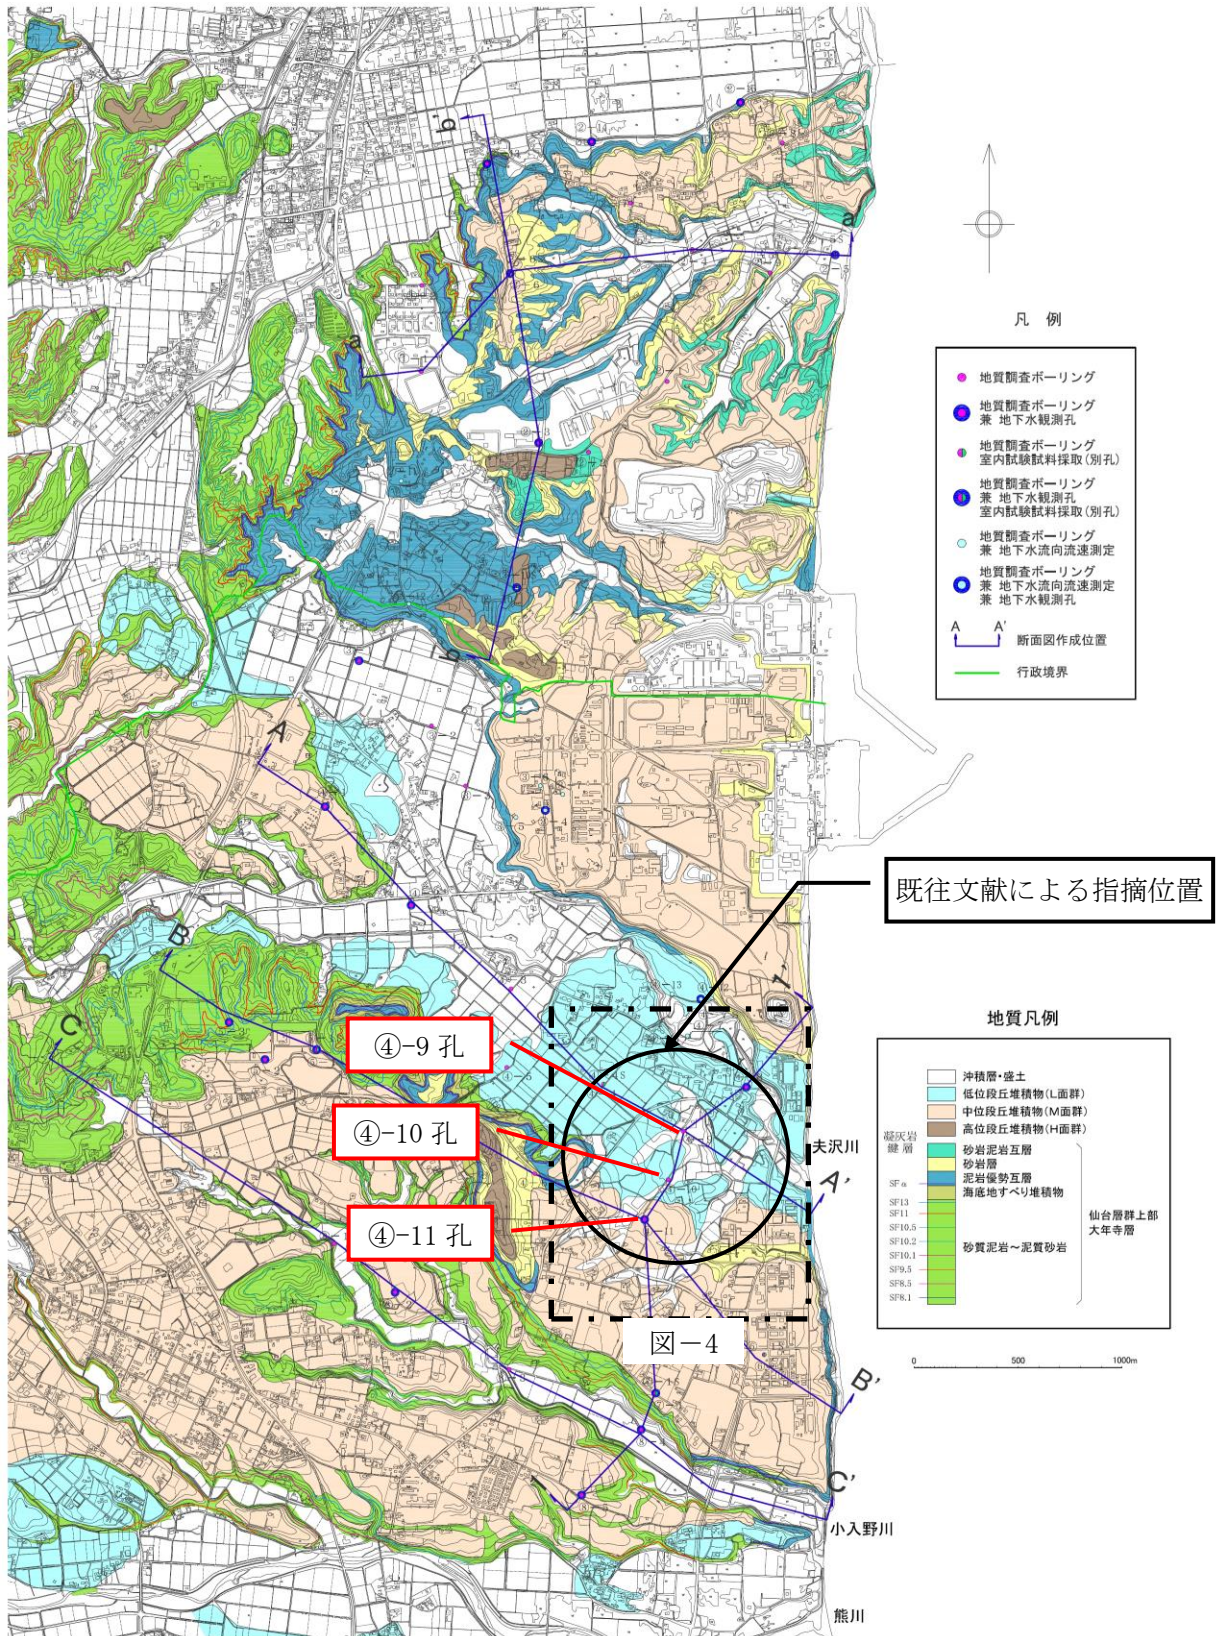 b'
a'
a
b
A
B
C
1'
A'
B'
C'
1
凡 例
地質調査ボーリング
地質調査ボーリング
兼 地下水観測孔
地質調査ボーリング
室内試験試料採取(別孔)
地質調査ボーリング
兼 地下水観測孔
室内試験試料採取(別孔)
地質調査ボーリング
兼 地下水流向流速測定
地質調査ボーリング
兼 地下水流向流速測定
兼 地下水観測孔
A A' 断面図作成位置
行政境界
既往文献による指摘位置
④-9 孔
④-10 孔
④-11 孔
図－4
夫沢川
小入野川
熊川
地質凡例
沖積層・盛土
低位段丘堆積物(L面群)
中位段丘堆積物(M面群)
高位段丘堆積物(H面群)
凝灰岩
鍵 層
砂岩泥岩互層
砂岩層
泥岩優勢互層
海底地すべり堆積物
砂質泥岩～泥質砂岩
SFα
SF13
SF11
SF10.5
SF10.2
SF10.1
SF9.5
SF8.5
SF8.1
仙台層群上部
大年寺層
0 500 1000m